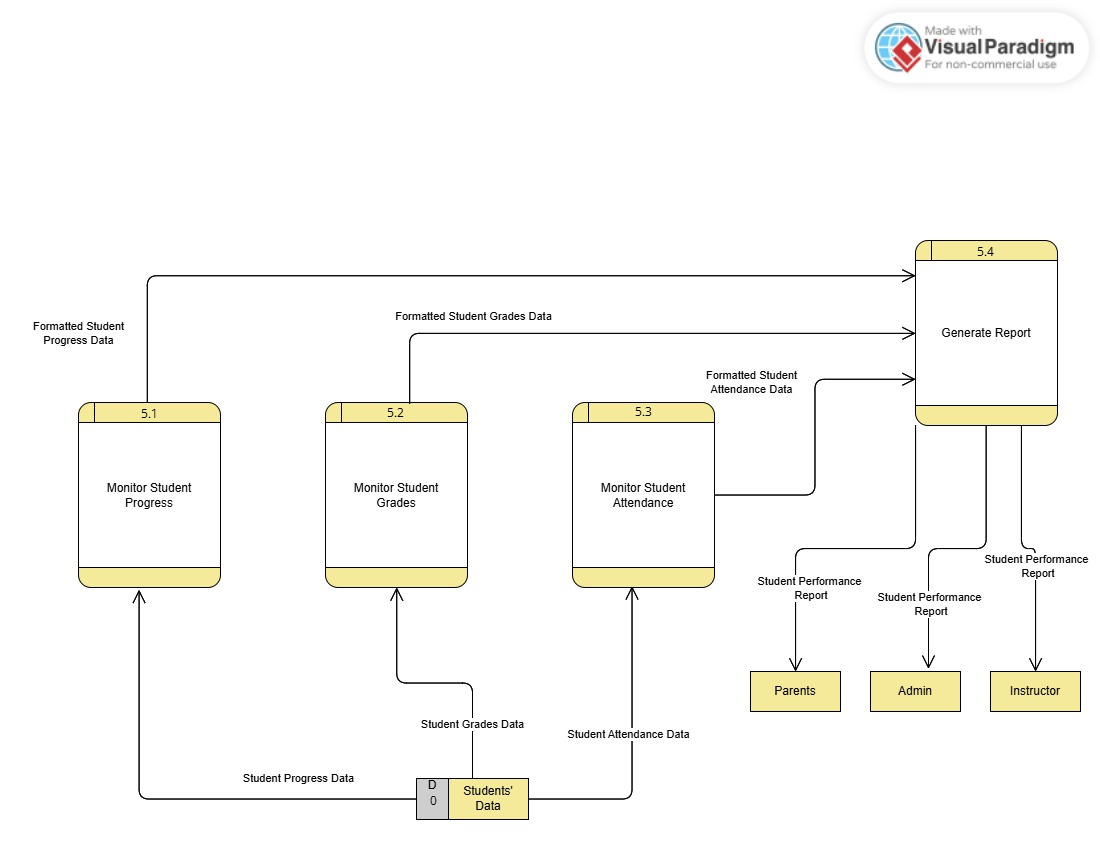 Made with
Visual Paradigm
For non-commercial use
5.4
Generate Report
Formatted Student
Progress Data
Formatted Student Grades Data
Formatted Student
Attendance Data
5.1
Monitor Student
Progress
5.2
Monitor Student
Grades
5.3
Monitor Student
Attendance
Student Performance
Report
Student Performance
Report
Student Performance
Report
Parents
Admin
Instructor
Student Grades Data
Student Attendance Data
Student Progress Data
D
0
Students'
Data